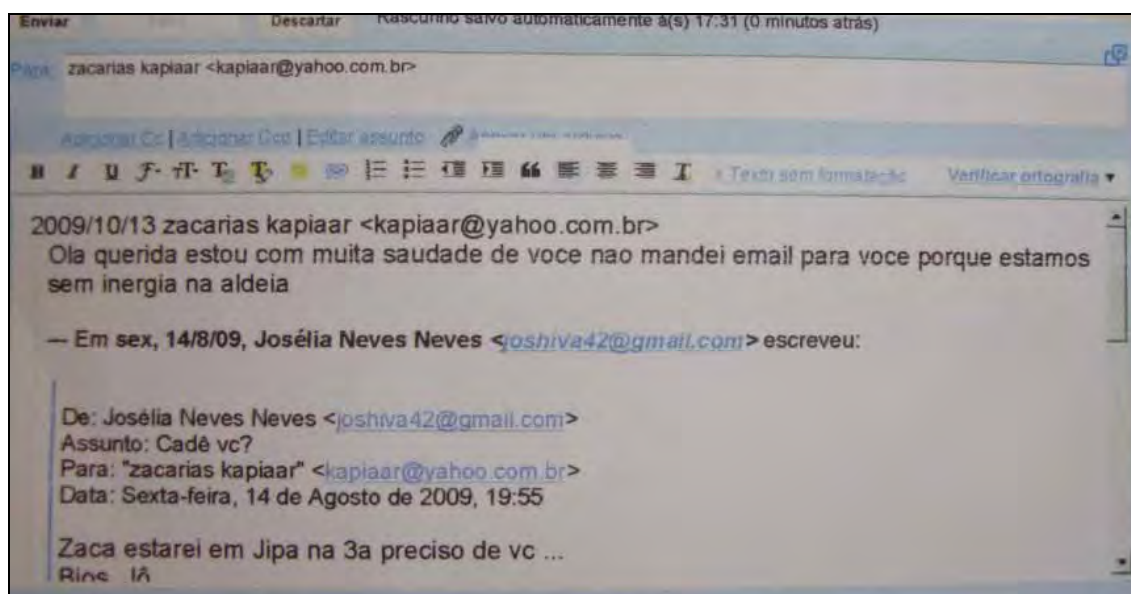 Enviar Descartar Rascunho salvo automaticamente à(s) 17:31 (0 minutos atrás)
Para: zacarias kapiaar <kapiaar@yahoo.com.br>
Adicionar Cc | Adicionar Cco | Editar assunto
B I U Texto sem formatação Verificar ortografia
2009/10/13 zacarias kapiaar <kapiaar@yahoo.com.br>
Ola querida estou com muita saudade de voce nao mandei email para voce porque estamos
sem inergia na aldeia
— Em sex, 14/8/09, Josélia Neves Neves <joshiva42@gmail.com> escreveu:
De: Josélia Neves Neves <joshiva42@gmail.com>
Assunto: Cadê vc?
Para: "zacarias kapiaar" <kapiaar@yahoo.com.br>
Data: Sexta-feira, 14 de Agosto de 2009, 19:55
Zaca estarei em Jipa na 3a preciso de vc ...